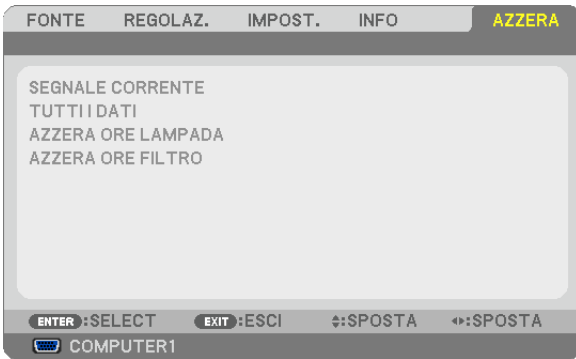 FONTE REGOLAZ. IMPOST. INFO AZZERA
SEGNALE CORRENTE
TUTTI I DATI
AZZERA ORE LAMPADA
AZZERA ORE FILTRO
ENTER :SELECT EXIT :ESCI :SPOSTA :SPOSTA
COMPUTER1